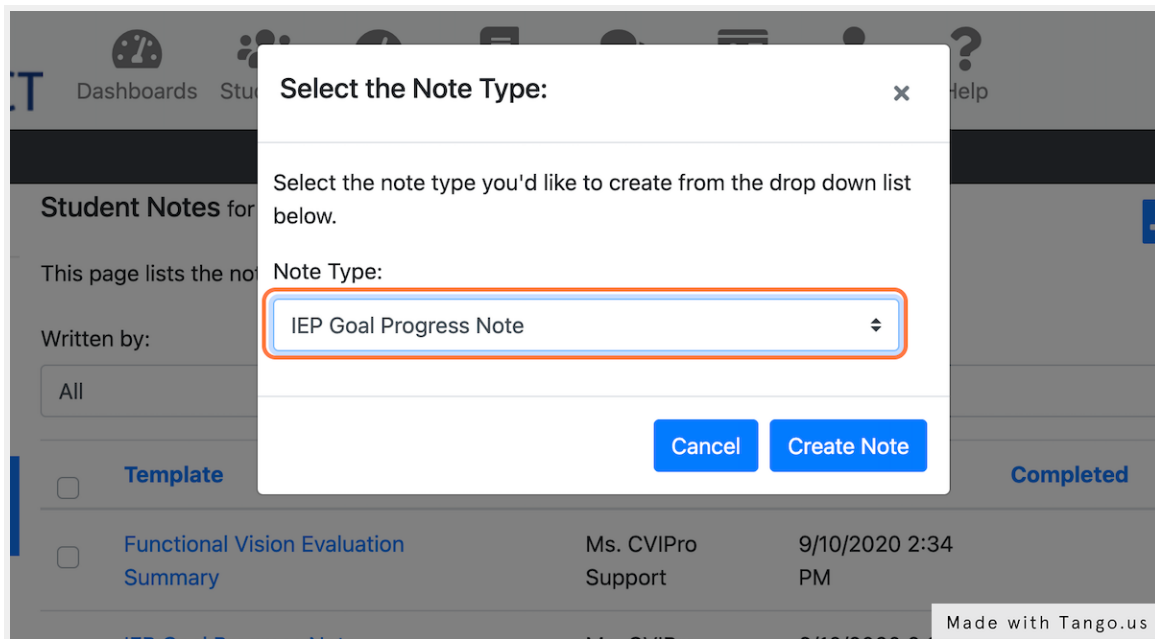 Dashboards
Select the Note Type:
Select the note type you'd like to create from the drop down list
below.
Student Notes for
This page lists the
Note Type:
IEP Goal Progress Note
Written by:
All
Cancel
Create Note
Template
Completed
Functional Vision Evaluation
Summary
Ms. CVIPro
Support
9/10/2020 2:34
PM
Made with Tango.us